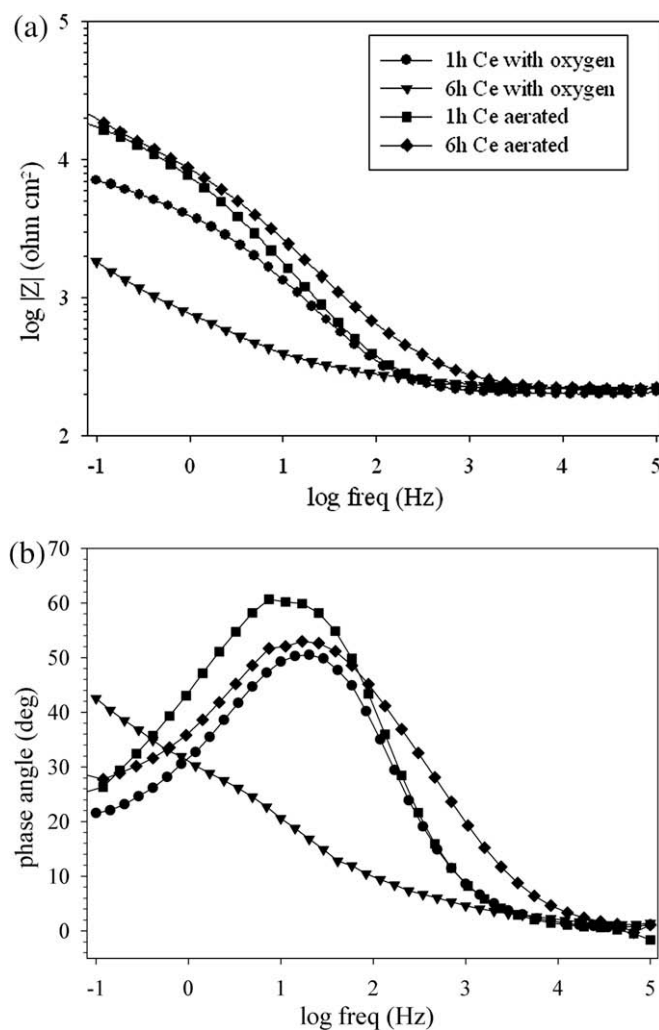 (a)
5
4
3
2
log |Z| (ohm cm²)
1h Ce with oxygen
6h Ce with oxygen
1h Ce aerated
6h Ce aerated
-1 0 1 2 3 4 5
log freq (Hz)
(b)
70
60
50
40
30
20
10
0
phase angle (deg)
-1 0 1 2 3 4 5
log freq (Hz)